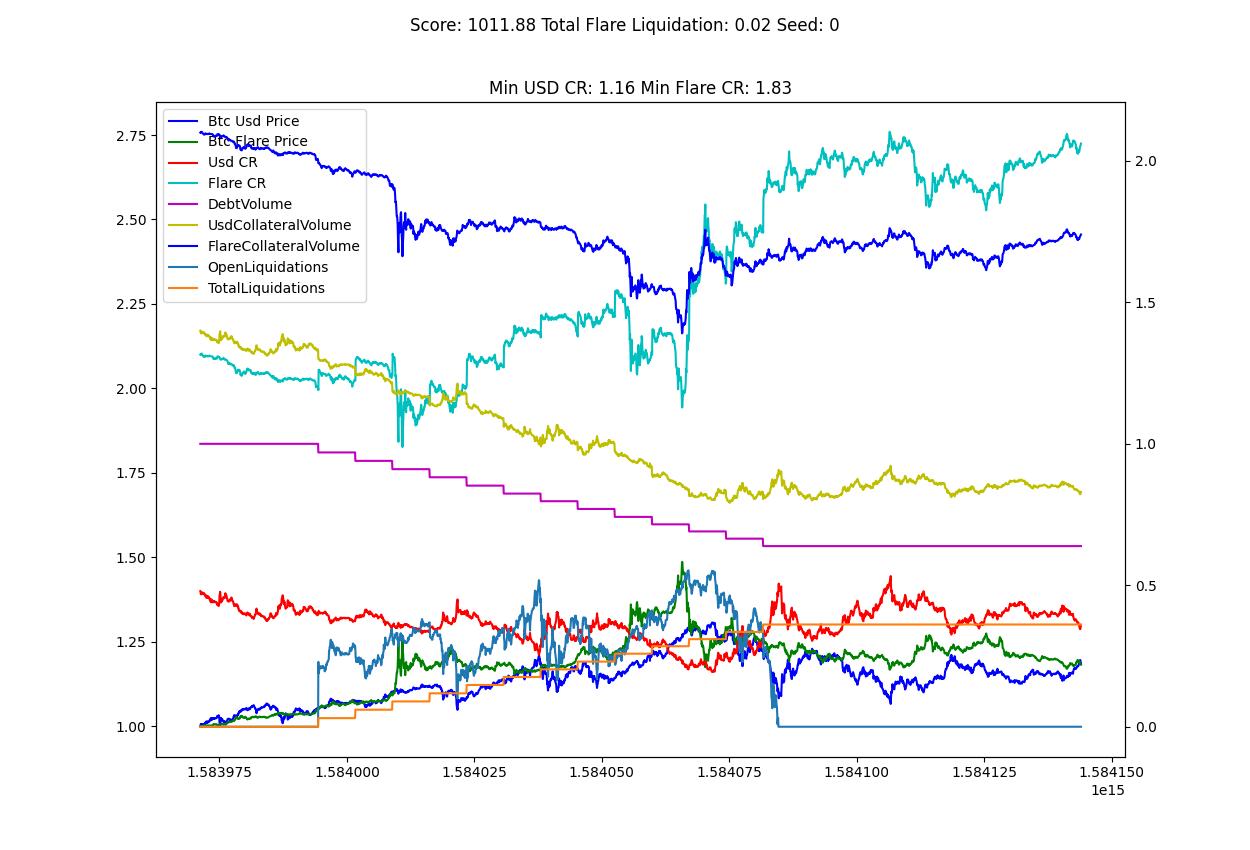 Score: 1011.88 Total Flare Liquidation: 0.02 Seed: 0
Min USD CR: 1.16 Min Flare CR: 1.83
Btc Usd Price
Btc Flare Price
Usd CR
Flare CR
DebtVolume
UsdCollateralVolume
FlareCollateralVolume
OpenLiquidations
TotalLiquidations
2.75
2.50
2.25
2.00
1.75
1.50
1.25
1.00
2.0
1.5
1.0
0.5
0.0
1.583975 1.584000 1.584025 1.584050 1.584075 1.584100 1.584125 1.584150
1e15